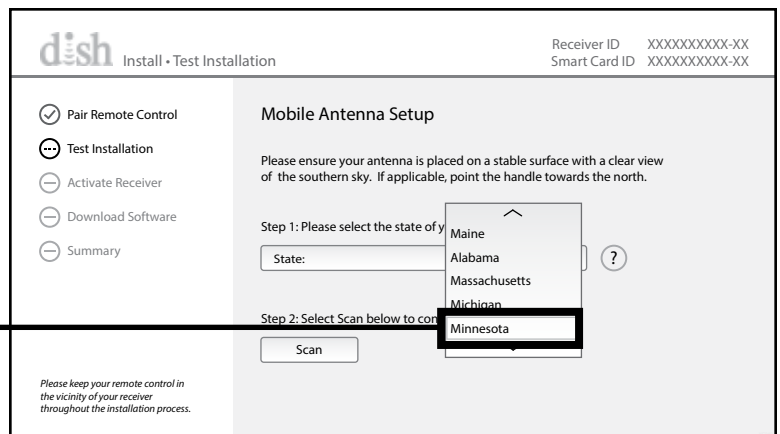 dish Install • Test Installation
Receiver ID XXXXXXXXXX-XX
Smart Card ID XXXXXXXXXX-XX
Pair Remote Control
Test Installation
Activate Receiver
Download Software
Summary
Please keep your remote control in
the vicinity of your receiver
throughout the installation process.
Mobile Antenna Setup
Please ensure your antenna is placed on a stable surface with a clear view
of the southern sky. If applicable, point the handle towards the north.
Step 1: Please select the state of y
State:
?
Maine
Alabama
Massachusetts
Michigan
Minnesota
Step 2: Select Scan below to con
Scan